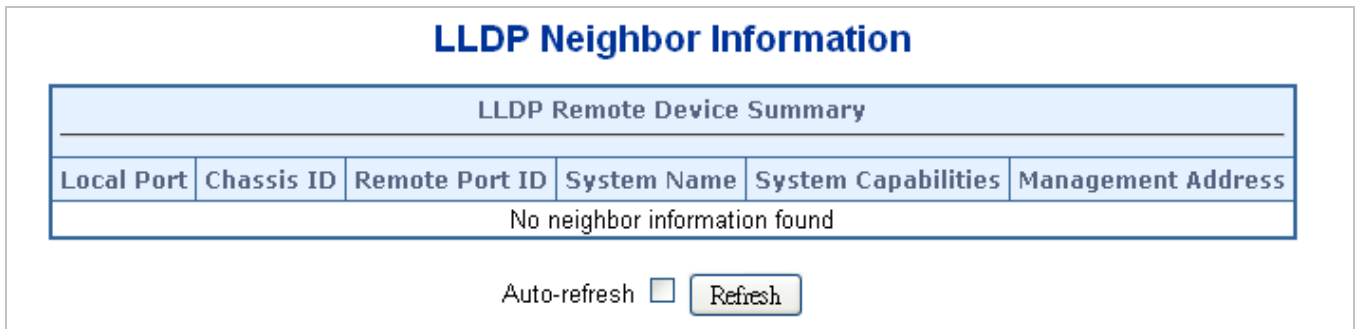 LLDP Neighbor Information
LLDP Remote Device Summary
Local Port Chassis ID Remote Port ID System Name System Capabilities Management Address
No neighbor information found
Auto-refresh Refresh